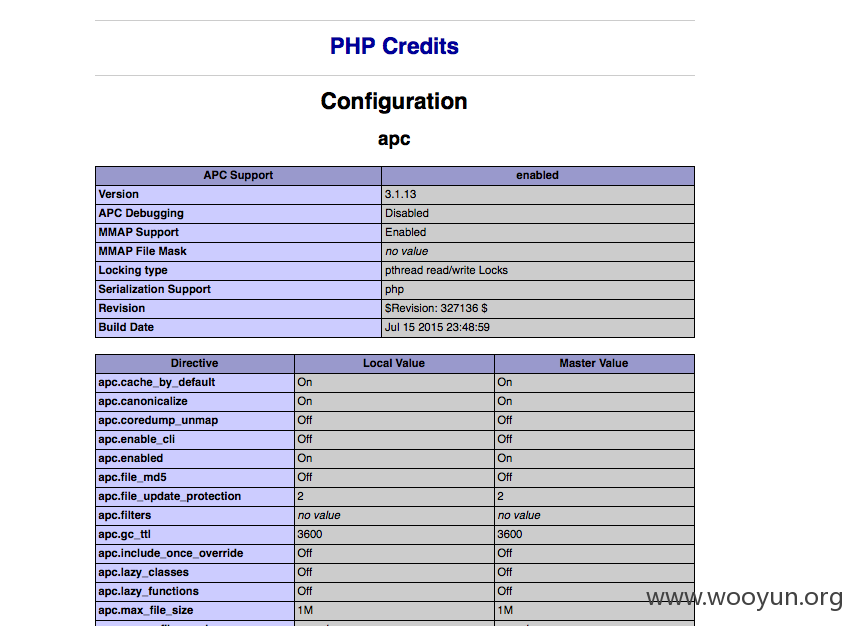 PHP Credits
Configuration
apc
APC Support enabled
Version 3.1.13
APC Debugging Disabled
MMAP Support Enabled
MMAP File Mask no value
Locking type pthread read/write Locks
Serialization Support php
Revision $Revision: 327136 $
Build Date Jul 15 2015 23:48:59
Directive Local Value Master Value
apc.cache_by_default On On
apc.canonicalize On On
apc.coredump_unmap Off Off
apc.enable_cli Off Off
apc.enabled On On
apc.file_md5 Off Off
apc.file_update_protection 2 2
apc.filters no value no value
apc.gc_ttl 3600 3600
apc.include_once_override Off Off
apc.lazy_classes Off Off
apc.lazy_functions Off Off
apc.max_file_size 1M 1M
www.wooyun.org